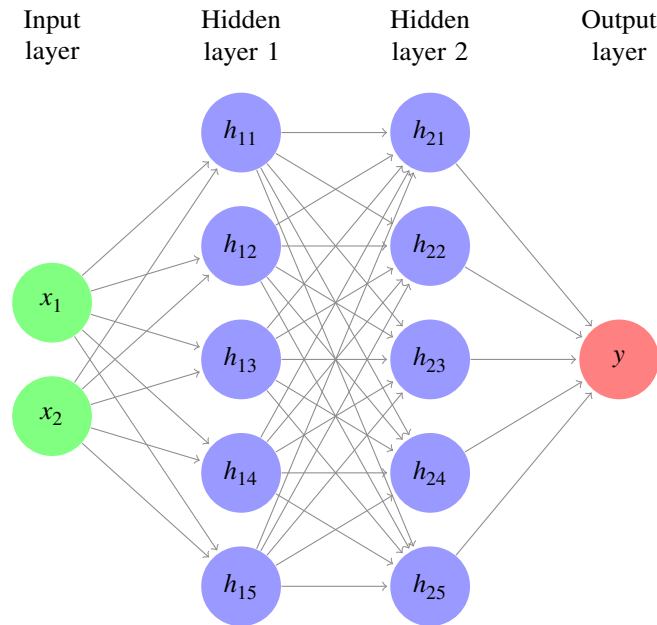 Input layer
Hidden layer 1
Hidden layer 2
Output layer
h11
h21
h12
h22
x1
h13
h23
y
x2
h14
h24
h15
h25